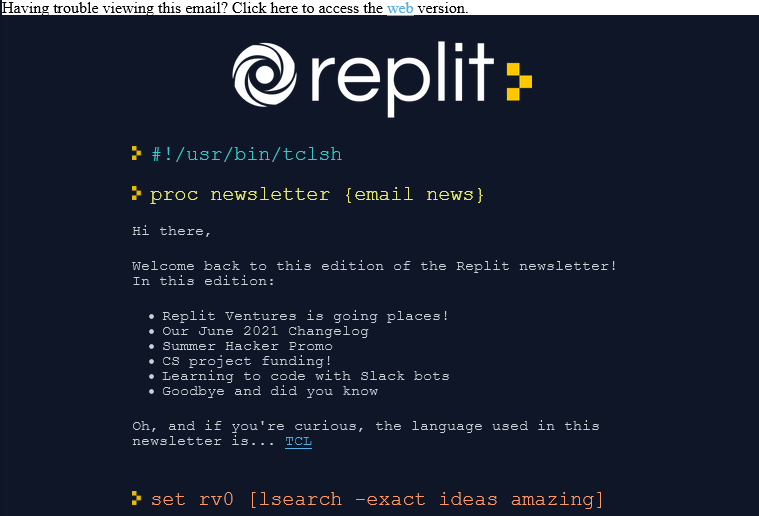 Having trouble viewing this email? Click here to access the web version.
replit
#!/usr/bin/tclsh
proc newsletter {email news}
Hi there,
Welcome back to this edition of the Replit newsletter!
In this edition:
• Replit Ventures is going places!
• Our June 2021 Changelog
• Summer Hacker Promo
• CS project funding!
• Learning to code with Slack bots
• Goodbye and did you know
Oh, and if you're curious, the language used in this
newsletter is... TCL
set rv0 [lsearch -exact ideas amazing]